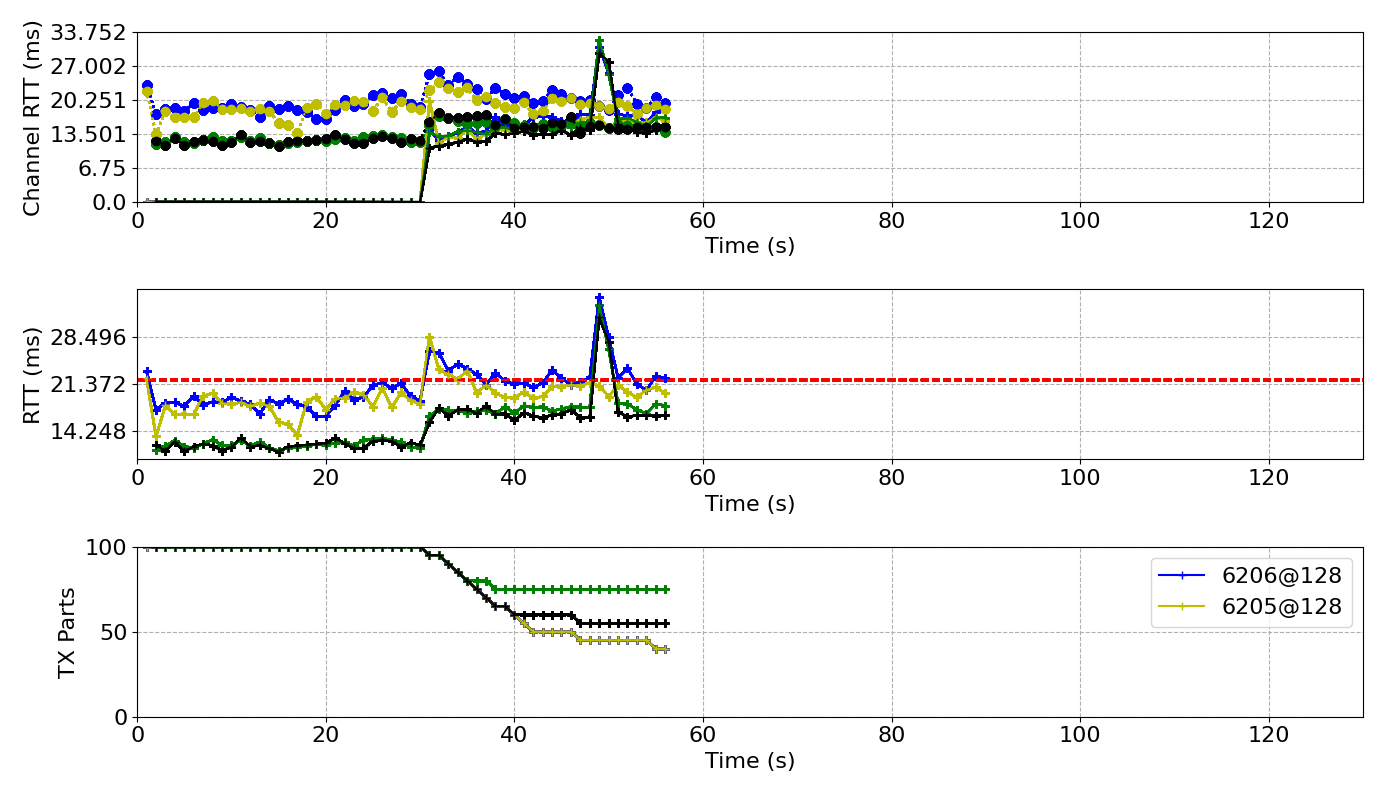 Channel RTT (ms)
33.752
27.002
20.251
13.501
6.75
0.0
0 20 40 60 80 100 120
Time (s)
RTT (ms)
28.496
21.372
14.248
0 20 40 60 80 100 120
Time (s)
TX Parts
100
50
0
6206@128
6205@128
0 20 40 60 80 100 120
Time (s)